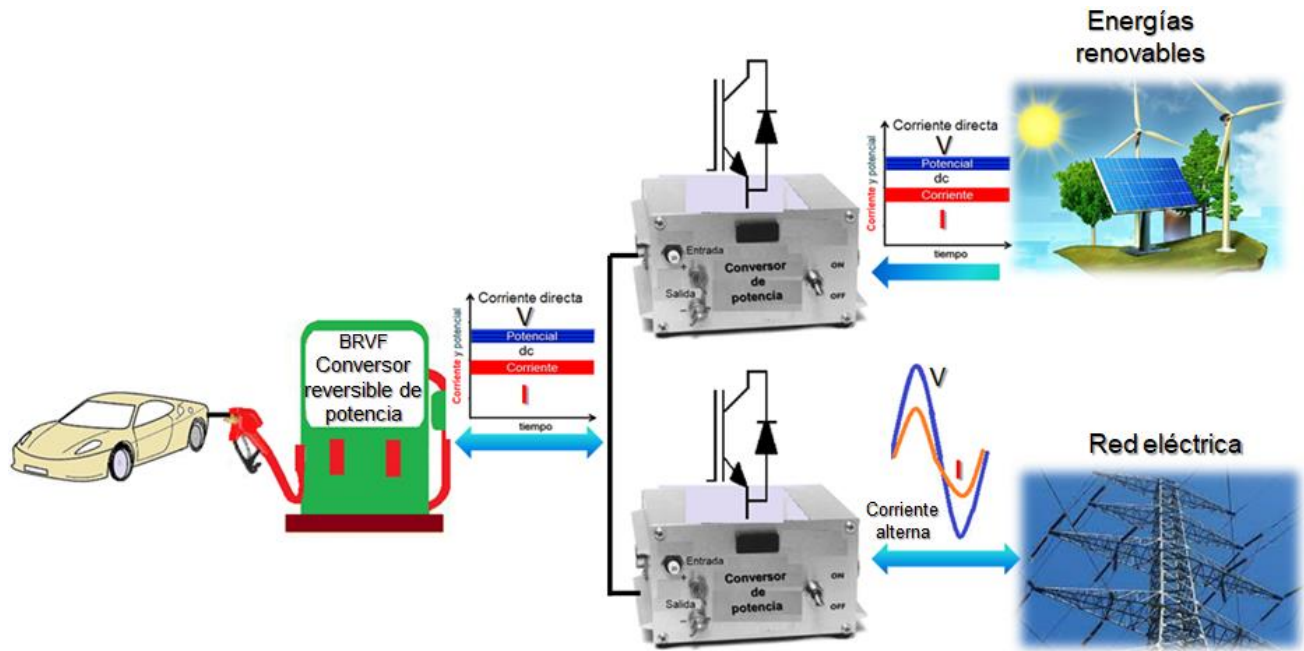 Energías
renovables
Corriente directa
V
Potencial
dc
Corriente
I
Corriente y potencial
tiempo
Entrada
+
Conversor
de
potencia
Salida
-
ON
OFF
Corriente directa
V
Potencial
dc
Corriente
I
Corriente y potencial
tiempo
BRVF
Conversor
reversible de
potencia
V
I
Corriente
alterna
Red eléctrica
Entrada
+
Conversor
de
potencia
Salida
-
ON
OFF